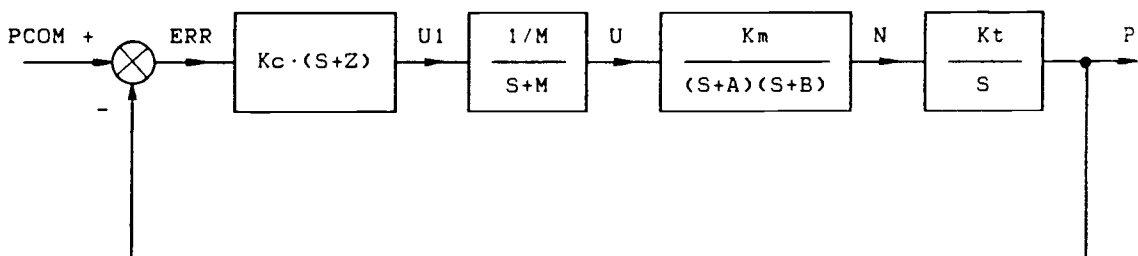 PCOM +
-
ERR
Kc·(S+Z)
U1
1/M
S+M
U
Km
(S+A)(S+B)
N
Kt
S
P